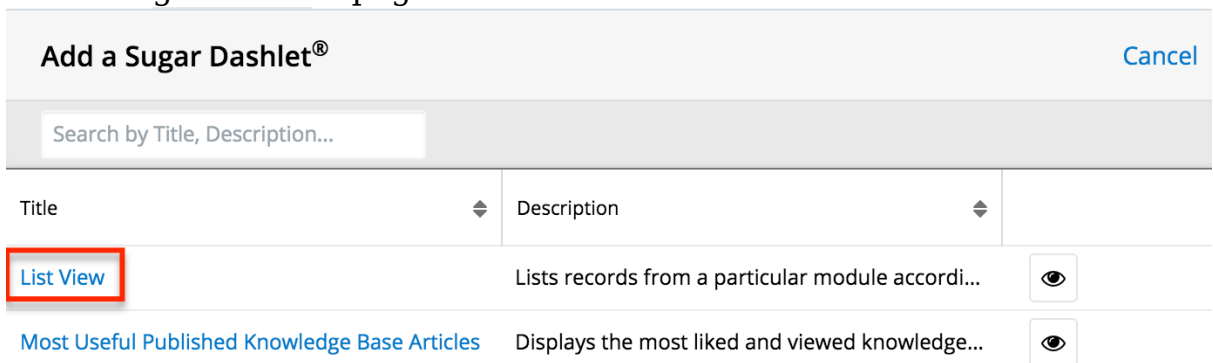 Add a Sugar Dashlet®
Cancel
Search by Title, Description...
Title
Description
List View
Lists records from a particular module accordi...
Most Useful Published Knowledge Base Articles
Displays the most liked and viewed knowledge...